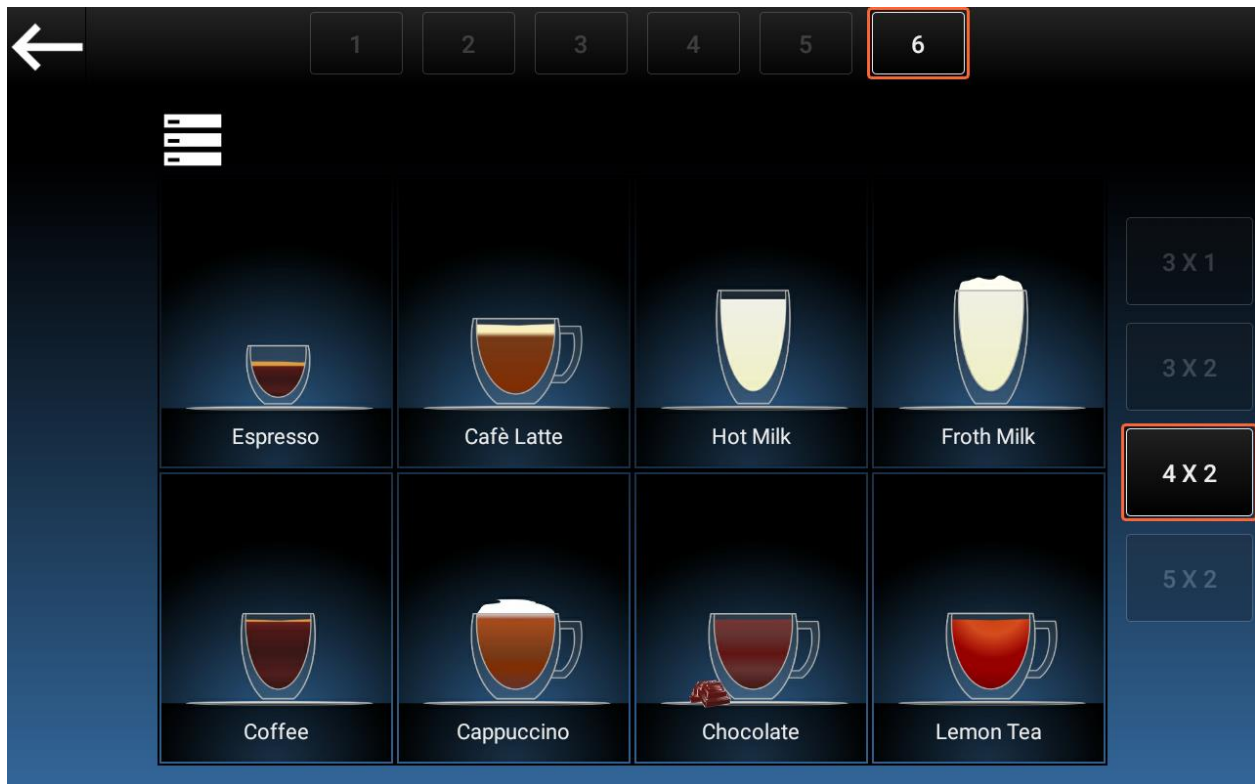 1 2 3 4 5 6
3 X 1
3 X 2
Espresso Cafè Latte Hot Milk Froth Milk
4 X 2
5 X 2
Coffee Cappuccino Chocolate Lemon Tea